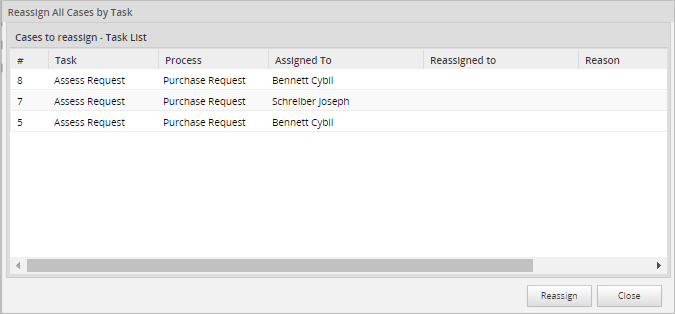 Reassign All Cases by Task
Cases to reassign - Task List
# Task Process Assigned To Reassigned to Reason
8 Assess Request Purchase Request Bennett Cybil
7 Assess Request Purchase Request Schreiber Joseph
5 Assess Request Purchase Request Bennett Cybil
Reassign Close